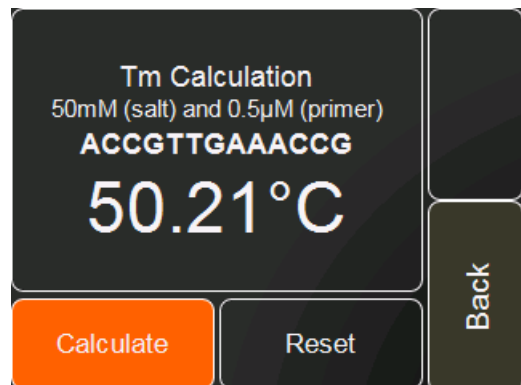 Tm Calculation
50mM (salt) and 0.5µM (primer)
ACCGTTGAAACCG
50.21°C
Calculate
Reset
Back